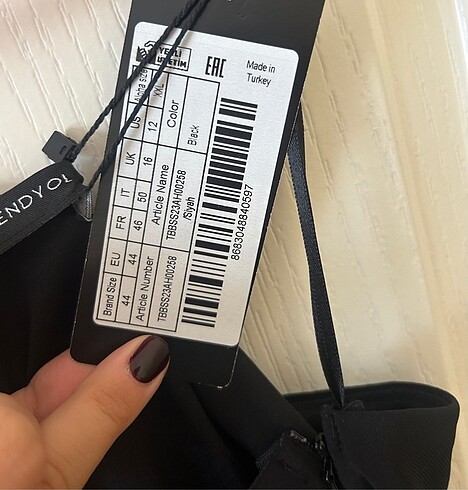 ENDYOL
YERLİ
ÜRETİM
EAC
Made in
Turkey
Brand Size EU FR IT UK US Alpha size
44 44 46 50 16 12 XXL
Article Number Article Name Color
TBBSS23AH00258 TBBSS23AH00258 Black
/Siyah
8683048840597